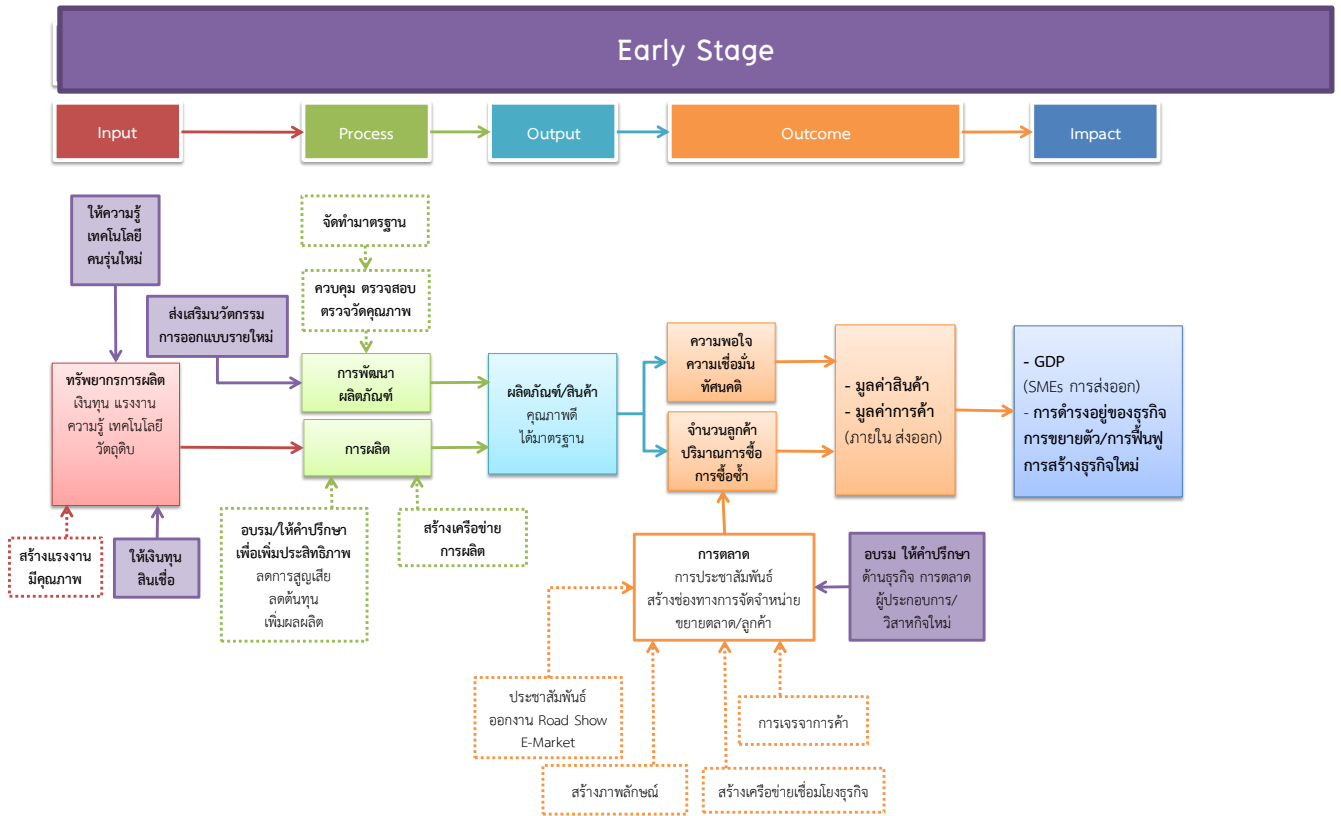 Early Stage
Input
Process
Output
Outcome
Impact
ให้ความรู้
เทคโนโลยี
คนรุ่นใหม่
จัดทำมาตรฐาน
ควบคุม ตรวจสอบ
ตรวจวัดคุณภาพ
ส่งเสริมนวัตกรรม
การออกแบบรายใหม่
ทรัพยากรการผลิต
เงินทุน แรงงาน
ความรู้ เทคโนโลยี
วัตถุดิบ
การพัฒนา
ผลิตภัณฑ์
การผลิต
ผลิตภัณฑ์/สินค้า
คุณภาพดี
ได้มาตรฐาน
ความพอใจ
ความเชื่อมั่น
ทัศนคติ
จำนวนลูกค้า
ปริมาณการซื้อ
การซื้อซ้ำ
- มูลค่าสินค้า
- มูลค่าการค้า
(ภายใน ส่งออก)
- GDP
(SMEs การส่งออก)
- การดำรงอยู่ของธุรกิจ
การขยายตัว/การฟื้นฟู
การสร้างธุรกิจใหม่
สร้างแรงงาน
มีคุณภาพ
ให้เงินทุน
สินเชื่อ
อบรม/ให้คำปรึกษา
เพื่อเพิ่มประสิทธิภาพ
ลดการสูญเสีย
ลดต้นทุน
เพิ่มผลผลิต
สร้างเครือข่าย
การผลิต
การตลาด
การประชาสัมพันธ์
สร้างช่องทางการจัดจำหน่าย
ขยายตลาด/ลูกค้า
อบรม ให้คำปรึกษา
ด้านธุรกิจ การตลาด
ผู้ประกอบการ/
วิสาหกิจใหม่
ประชาสัมพันธ์
ออกงาน Road Show
E-Market
การเจรจาการค้า
สร้างภาพลักษณ์
สร้างเครือข่ายเชื่อมโยงธุรกิจ